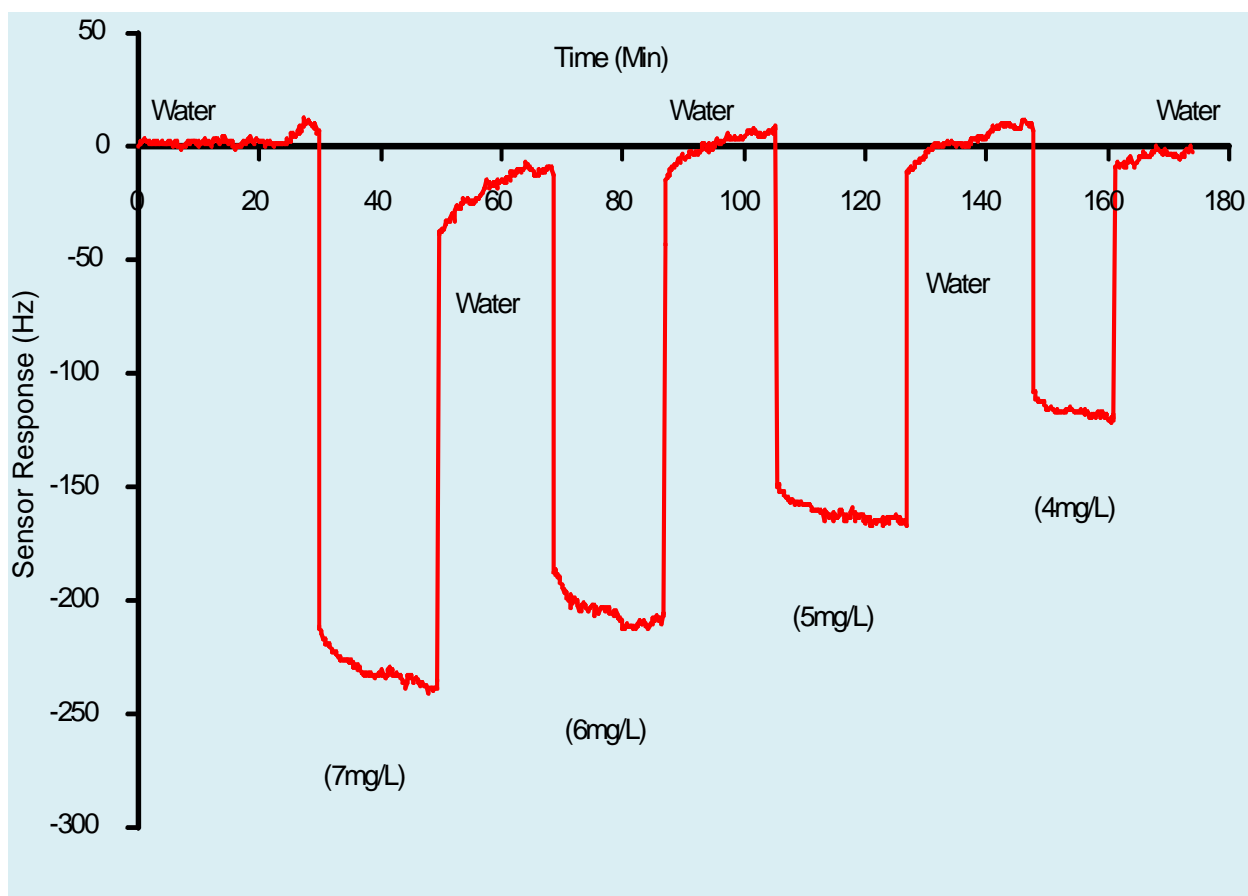 50
Time (Min)
Water
Water
Water
0
0
20
40
60
80
100
120
140
160
180
-50
Water
Water
-100
-150
(4mg/L)
-200
(5mg/L)
-250
(6mg/L)
(7mg/L)
-300
Sensor Response (Hz)